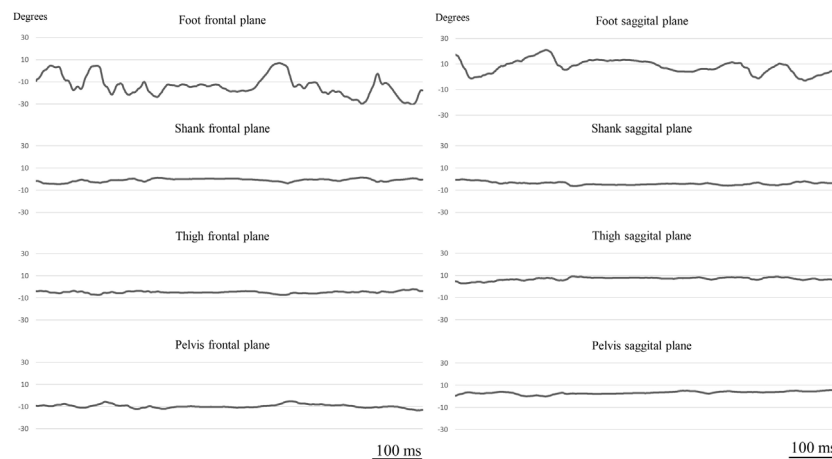 Degrees
Foot frontal plane
30
10
-10
-30
Shank frontal plane
30
10
-10
-30
Thigh frontal plane
30
10
-10
-30
Pelvis frontal plane
30
10
-10
-30
100 ms
Degrees
Foot saggital plane
30
10
-10
-30
Shank saggital plane
30
10
-10
-30
Thigh saggital plane
30
10
-10
-30
Pelvis saggital plane
30
10
-10
-30
100 ms